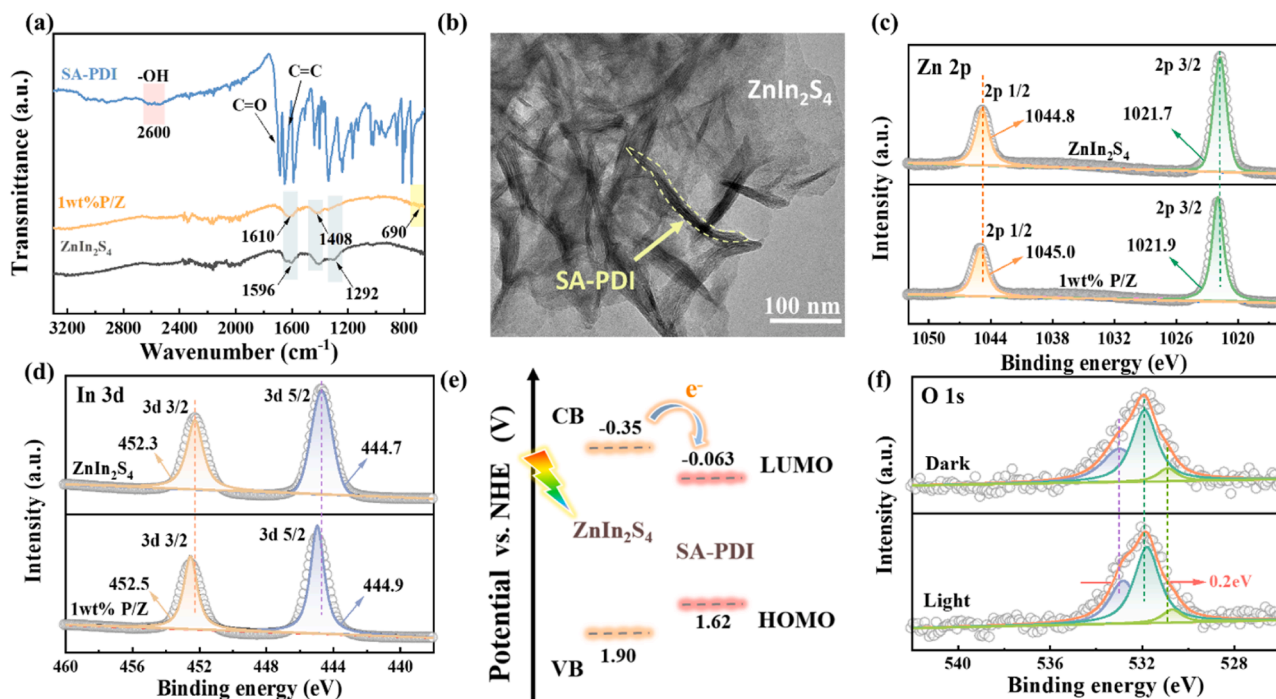 (a)
SA-PDI
-OH
2600
C=C
C=O
1wt%P/Z
690
1610
1408
ZnIn₂S₄
1596
1292
Transmittance (a.u.)
3200 2800 2400 2000 1600 1200 800
Wavenumber (cm⁻¹)
(b)
ZnIn₂S₄
SA-PDI
100 nm
(c)
Zn 2p
2p 3/2
2p 1/2
1044.8
1021.7
ZnIn₂S₄
2p 3/2
2p 1/2
1045.0
1021.9
1wt% P/Z
Intensity (a.u.)
1050 1044 1038 1032 1026 1020
Binding energy (eV)
(d)
In 3d
3d 5/2
3d 3/2
452.3
444.7
ZnIn₂S₄
3d 5/2
3d 3/2
452.5
444.9
1wt% P/Z
Intensity (a.u.)
460 456 452 448 444 440
Binding energy (eV)
(e)
Potential vs. NHE (V)
e⁻
CB
-0.35
-0.063
LUMO
ZnIn₂S₄
SA-PDI
1.62
HOMO
1.90
VB
(f)
O 1s
Dark
0.2eV
Light
Intensity (a.u.)
540 536 532 528
Binding energy (eV)